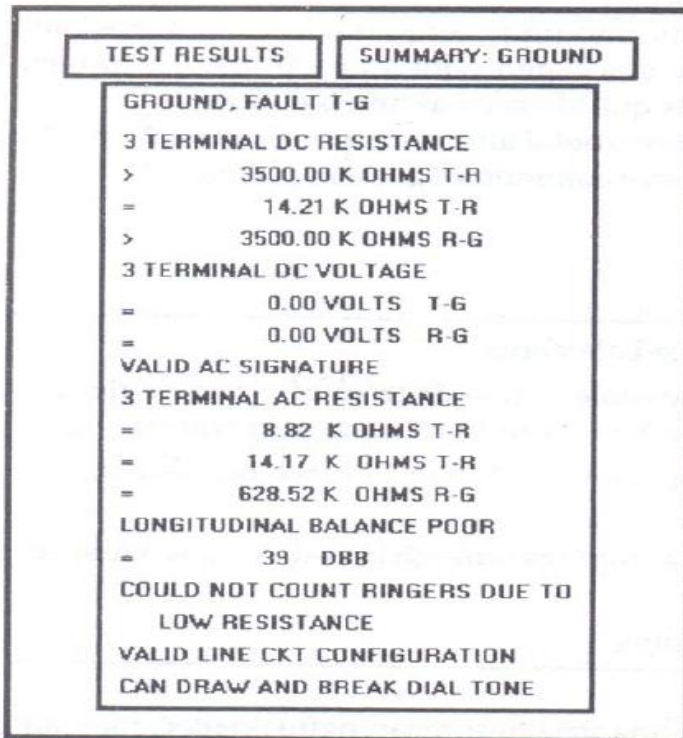 TEST RESULTS
SUMMARY: GROUND
GROUND, FAULT T-G
3 TERMINAL DC RESISTANCE
> 3500.00 K OHMS T-R
= 14.21 K OHMS T-R
> 3500.00 K OHMS R-G
3 TERMINAL DC VOLTAGE
= 0.00 VOLTS T-G
= 0.00 VOLTS R-G
VALID AC SIGNATURE
3 TERMINAL AC RESISTANCE
= 8.82 K OHMS T-R
= 14.17 K OHMS T-R
= 628.52 K OHMS R-G
LONGITUDINAL BALANCE POOR
= 39 DBB
COULD NOT COUNT RINGERS DUE TO
LOW RESISTANCE
VALID LINE CKT CONFIGURATION
CAN DRAW AND BREAK DIAL TONE